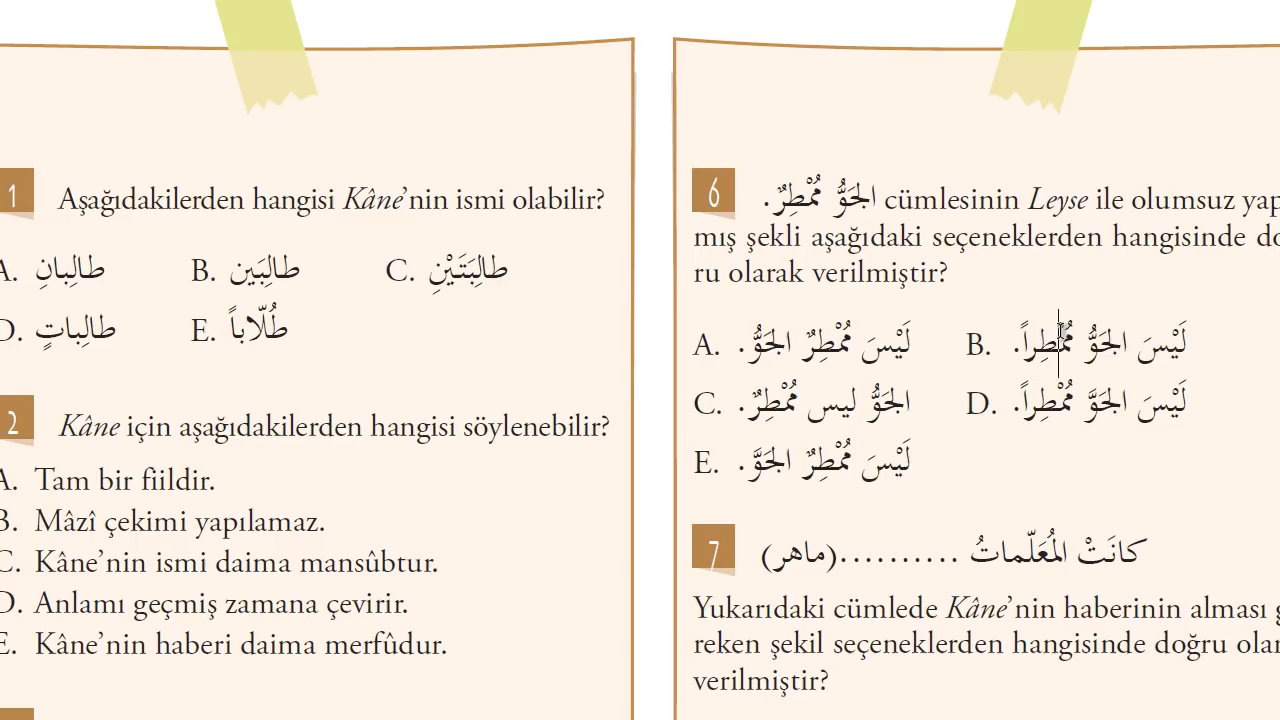 1 Aşağıdakilerden hangisi Kâne’nin ismi olabilir?
A. طالِبانِ B. طالِبَين C. طالِبَتَيْنِ
D. طالِباتٍ E. طُلّاباً
2 Kâne için aşağıdakilerden hangisi söylenebilir?
A. Tam bir fiildir.
B. Mâzî çekimi yapılamaz.
C. Kâne’nin ismi daima mansûbtur.
D. Anlamı geçmiş zamana çevirir.
E. Kâne’nin haberi daima merfûdur.
6 الجَوُّ مُمْطِرٌ. cümlesinin Leyse ile olumsuz yap
mış şekli aşağıdaki seçeneklerden hangisinde do
ru olarak verilmiştir?
A. لَيْسَ مُمْطِرٌ الجَوُّ. B. لَيْسَ الجَوُّ مُمْطِراً.
C. الجَوُّ ليس مُمْطِرٌ. D. لَيْسَ الجَوَّ مُمْطِراً.
E. لَيْسَ مُمْطِرٌ الجَوَّ.
7 كانَتْ المُعَلّماتُ ..........(ماهر)
Yukarıdaki cümlede Kâne’nin haberinin alması g
reken şekil seçeneklerden hangisinde doğru olar
verilmiştir?